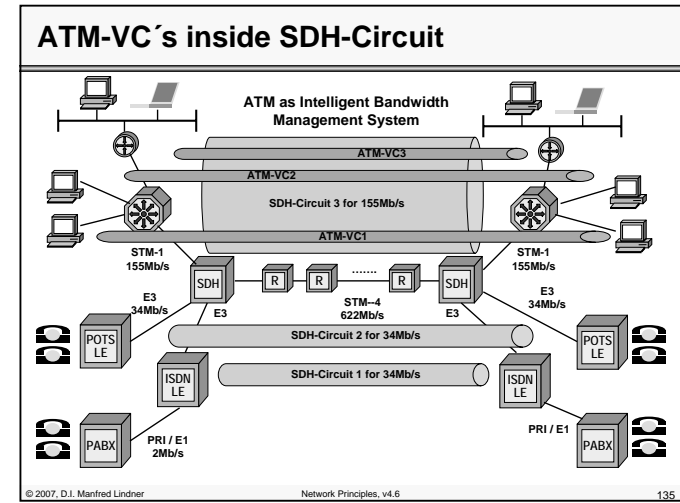 ATM-VC´s inside SDH-Circuit
ATM as Intelligent Bandwidth
Management System
ATM-VC3
ATM-VC2
SDH-Circuit 3 for 155Mb/s
ATM-VC1
STM-1
155Mb/s
STM-1
155Mb/s
SDH
R
R
.......
R
SDH
E3
34Mb/s
E3
STM--4
622Mb/s
E3
E3
34Mb/s
POTS
LE
SDH-Circuit 2 for 34Mb/s
POTS
LE
ISDN
LE
SDH-Circuit 1 for 34Mb/s
ISDN
LE
PABX
PRI / E1
2Mb/s
PRI / E1
PABX
© 2007, D.I. Manfred Lindner
Network Principles, v4.6
135